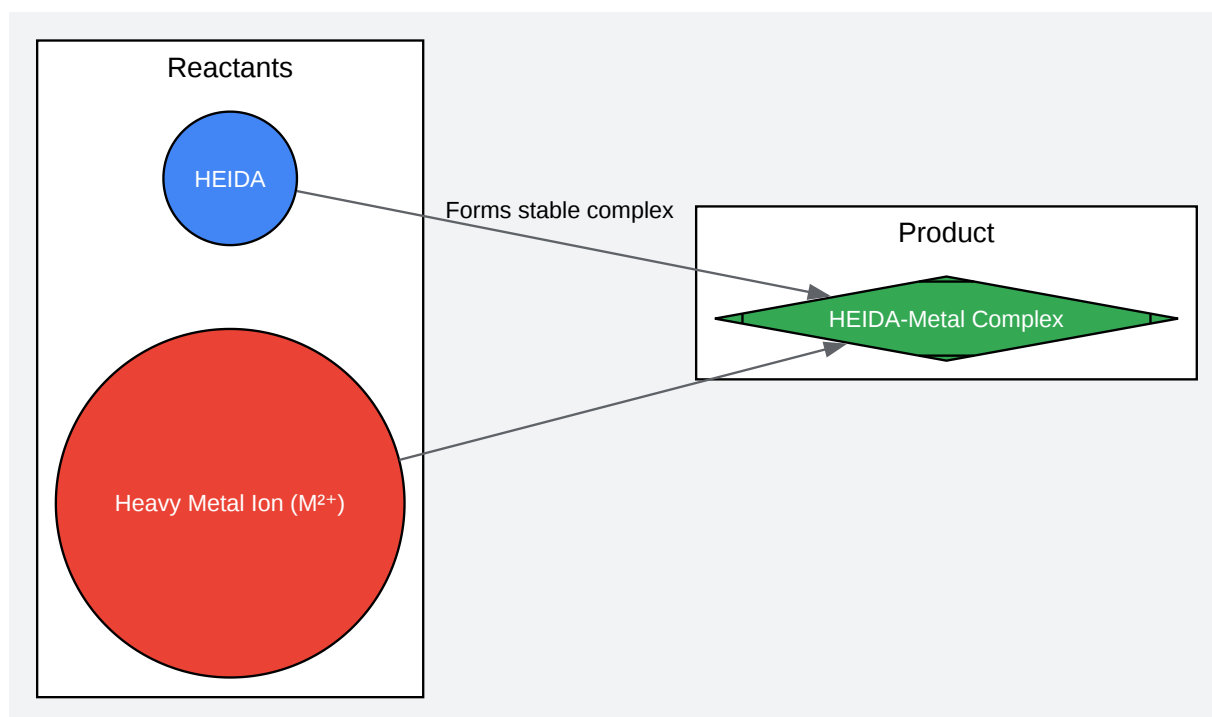 Reactants
HEIDA
Forms stable complex
Product
HEIDA-Metal Complex
Heavy Metal Ion (M²⁺)